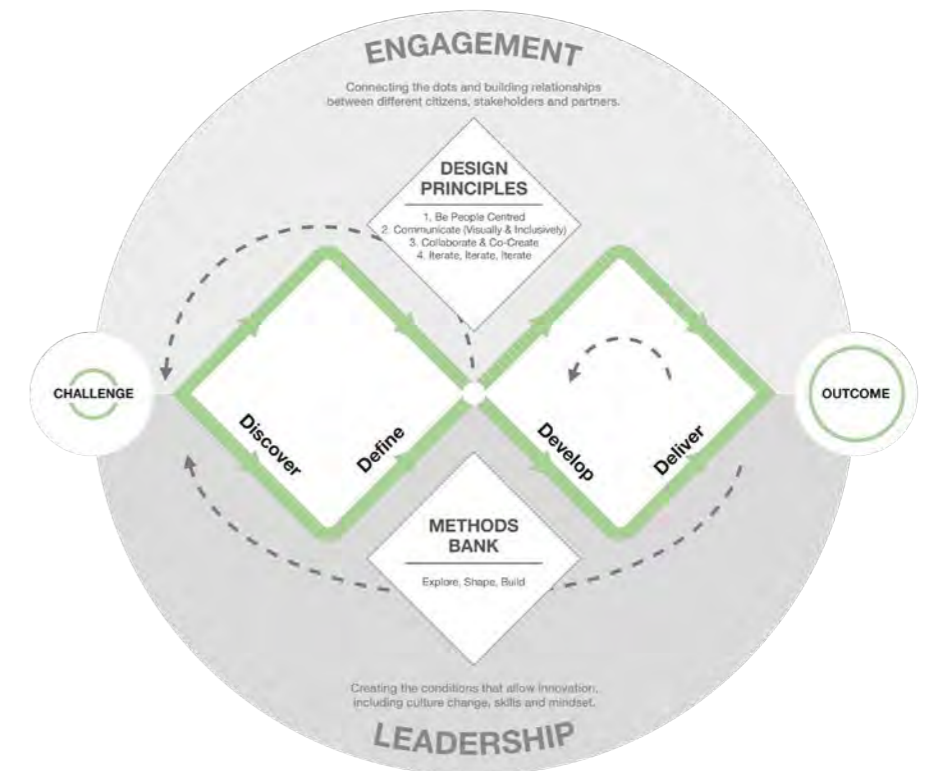 ENGAGEMENT
Connecting the dots and building relationships
between different citizens, stakeholders and partners.
DESIGN
PRINCIPLES
1. Be People Centred
2. Communicate (Visually & Inclusively)
3. Collaborate & Co-Create
4. Iterate, Iterate, Iterate
CHALLENGE
OUTCOME
Discover
Define
Develop
Deliver
METHODS
BANK
Explore, Shape, Build
Creating the conditions that allow innovation,
including culture change, skills and mindset.
LEADERSHIP